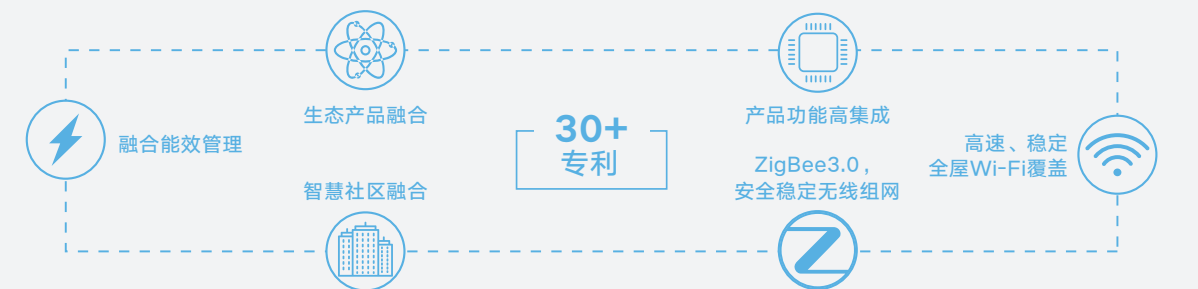 生态产品融合
产品功能高集成
融合能效管理
30+
专利
高速、稳定
全屋Wi-Fi覆盖
智慧社区融合
ZigBee3.0，
安全稳定无线组网